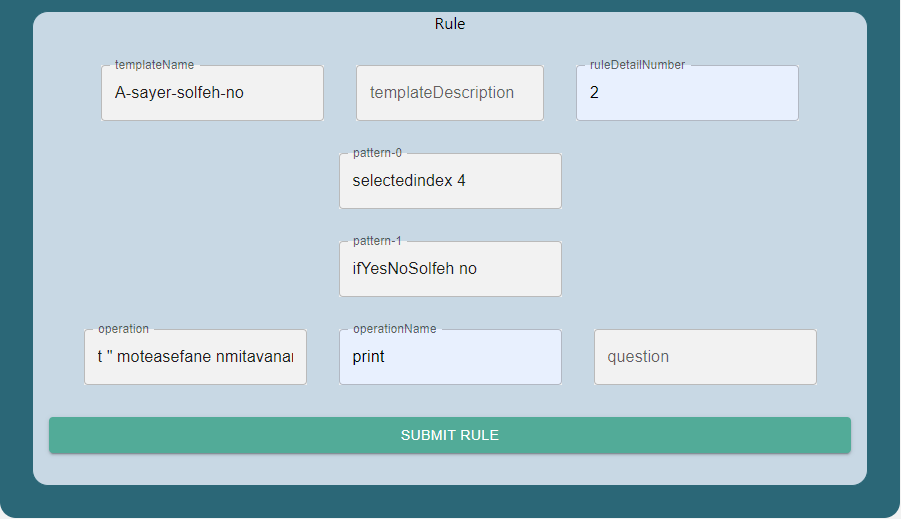 Rule
templateName
A-sayer-solfeh-no
templateDescription
ruleDetailNumber
2
pattern-0
selectedindex 4
pattern-1
ifYesNoSolfeh no
operation
t " moteasefane nmitavanar
operationName
print
question
SUBMIT RULE